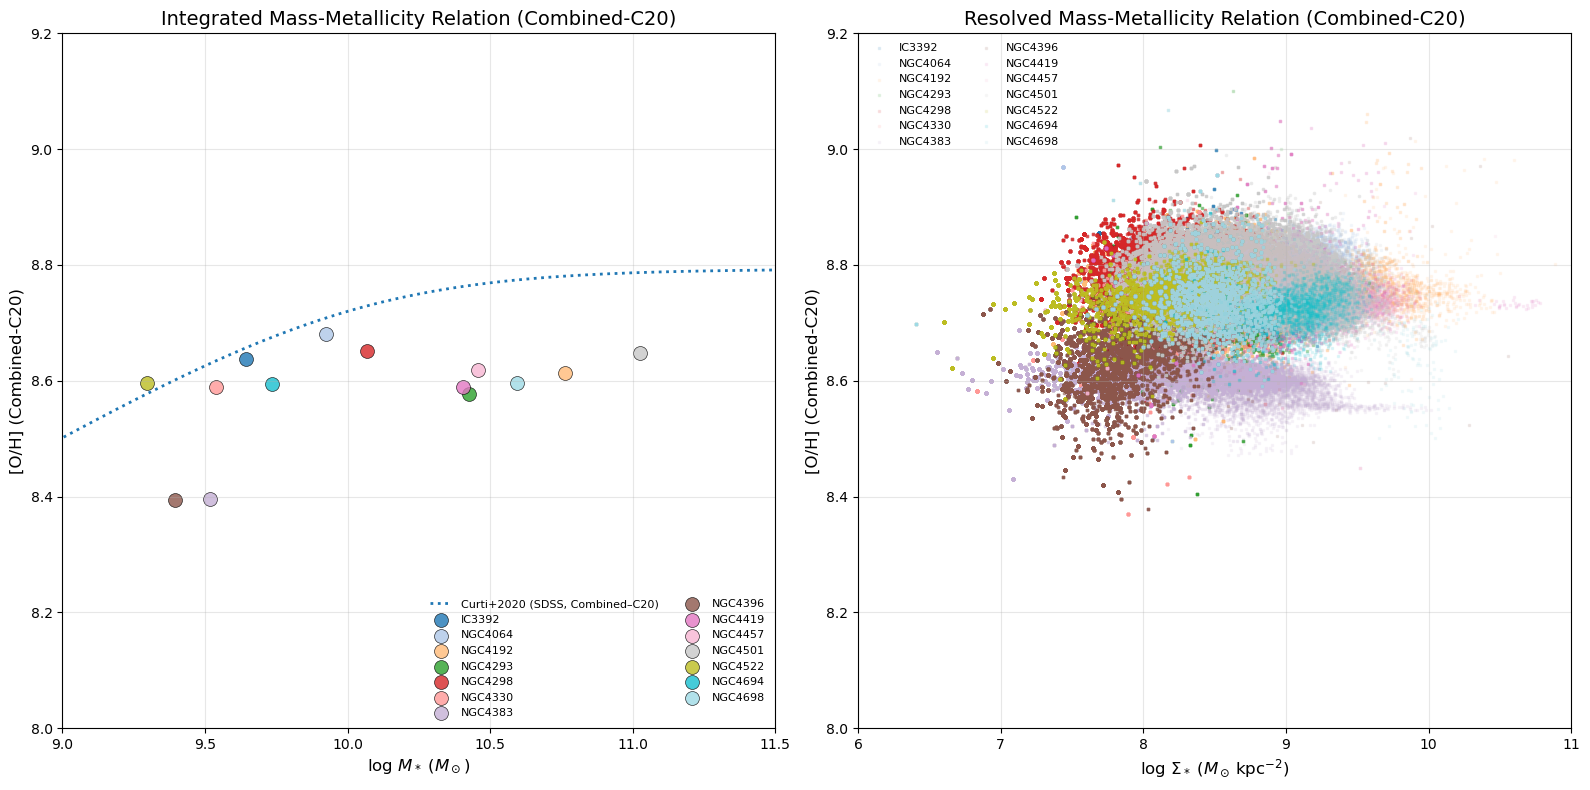 Integrated Mass-Metallicity Relation (Combined-C20)
[O/H] (Combined-C20)
9.2
9.0
8.8
8.6
8.4
8.2
8.0
Curti+2020 (SDSS, Combined–C20)
IC3392
NGC4064
NGC4192
NGC4293
NGC4298
NGC4330
NGC4383
NGC4396
NGC4419
NGC4457
NGC4501
NGC4522
NGC4694
NGC4698
9.0 9.5 10.0 10.5 11.0 11.5
log M* (M⊙)
Resolved Mass-Metallicity Relation (Combined-C20)
[O/H] (Combined-C20)
9.2
9.0
8.8
8.6
8.4
8.2
8.0
IC3392
NGC4064
NGC4192
NGC4293
NGC4298
NGC4330
NGC4383
NGC4396
NGC4419
NGC4457
NGC4501
NGC4522
NGC4694
NGC4698
6 7 8 9 10 11
log Σ* (M⊙ kpc⁻²)